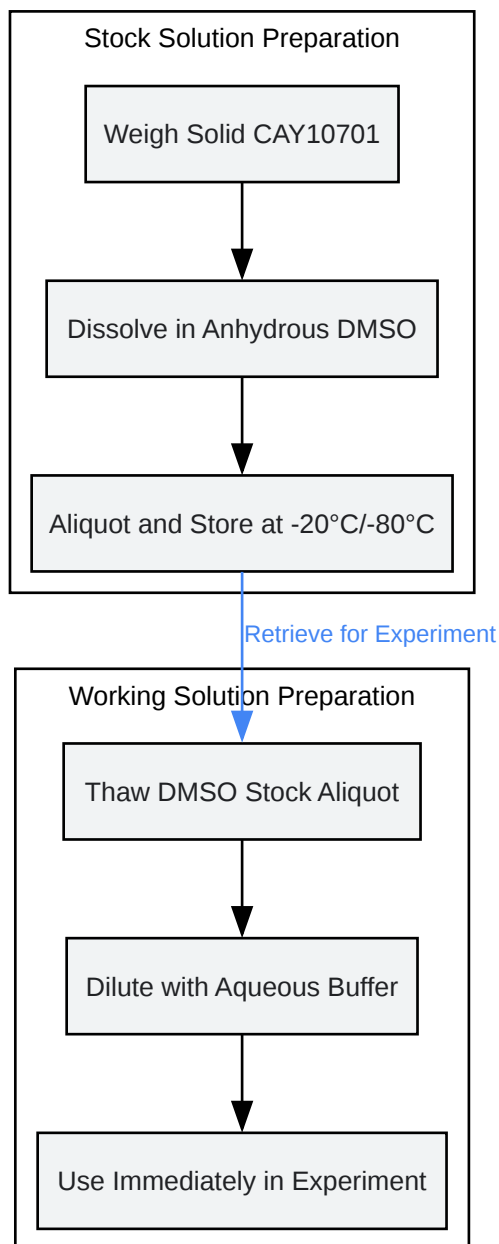 Stock Solution Preparation
Weigh Solid CAY10701
Dissolve in Anhydrous DMSO
Aliquot and Store at -20°C/-80°C
Retrieve for Experiment
Working Solution Preparation
Thaw DMSO Stock Aliquot
Dilute with Aqueous Buffer
Use Immediately in Experiment